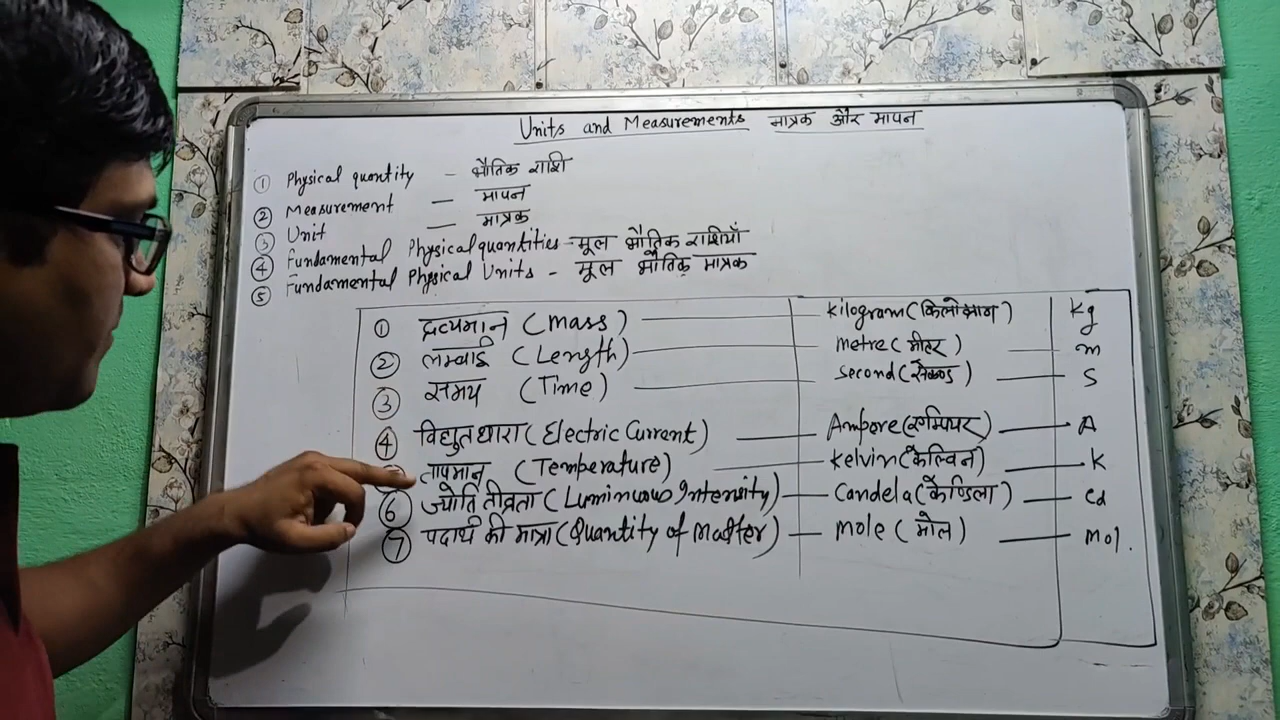 Units and Measurements मात्रक और मापन
① Physical quantity - भौतिक राशि
② Measurement - मापन
③ Unit - मात्रक
④ Fundamental Physical quantities - मूल भौतिक राशियाँ
⑤ Fundamental Physical Units - मूल भौतिक मात्रक
① द्रव्यमान (Mass) — kilogram (किलोग्राम) kg
② लम्बाई (Length) — metre (मीटर) — m
③ समय (Time) — second (सेकण्ड) — s
④ विद्युत धारा (Electric Current) — Ampere (एम्पियर) — A
तापमान (Temperature) — kelvin (केल्विन) — K
⑥ ज्योति तीव्रता (Luminuous Intensity) — Candela (कैण्डिला) — Cd
⑦ पदार्थ की मात्रा (Quantity of Matter) — mole (मोल) — mol.